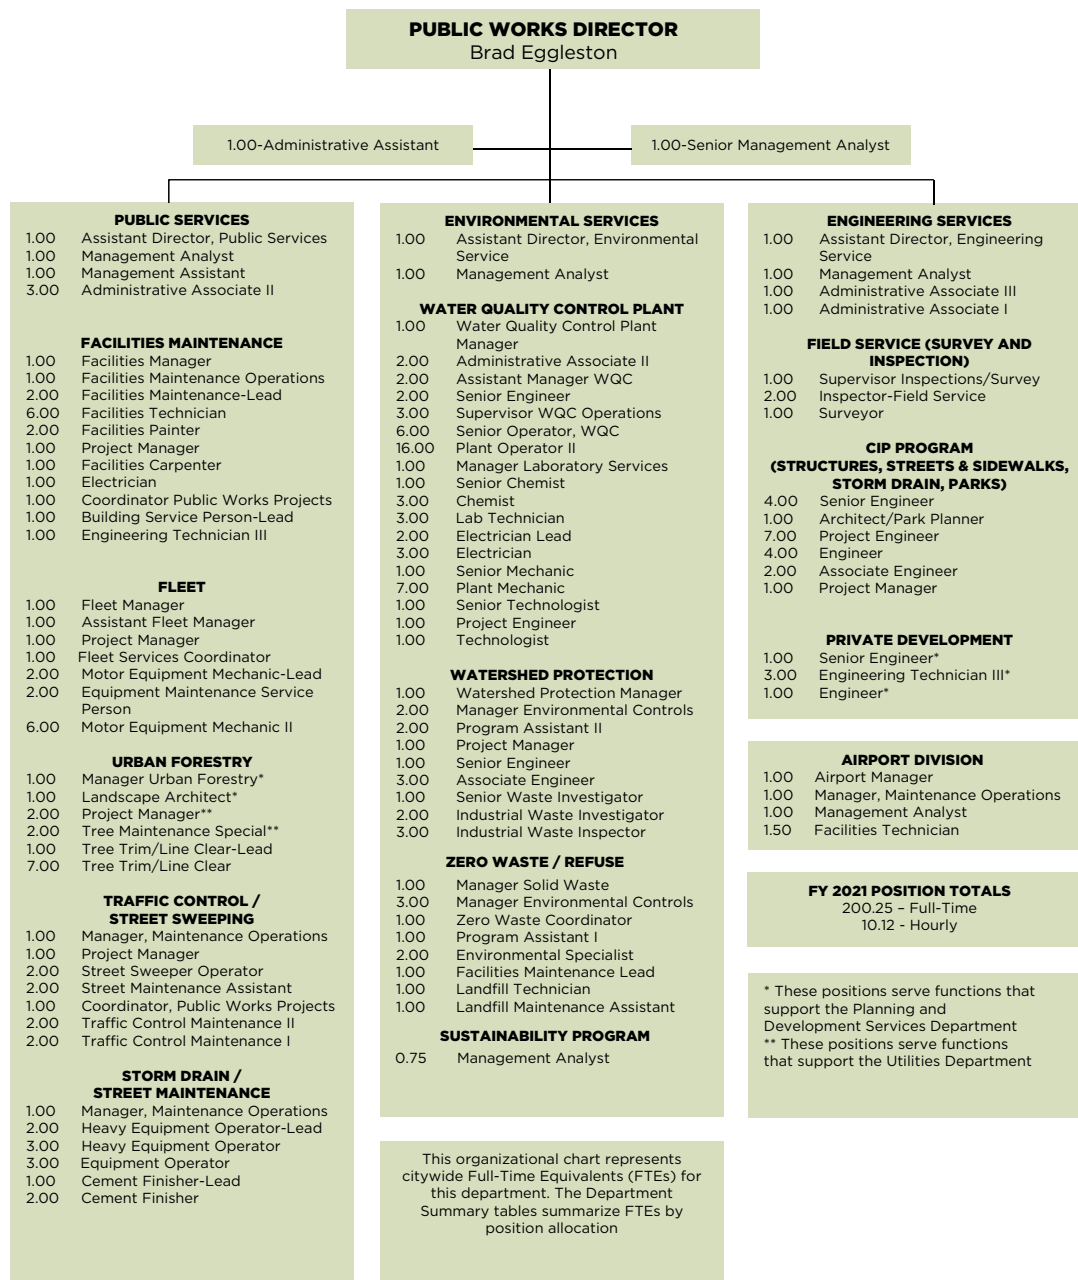 PUBLIC WORKS DIRECTOR
Brad Eggleston
1.00-Administrative Assistant
1.00-Senior Management Analyst
PUBLIC SERVICES
1.00 Assistant Director, Public Services
1.00 Management Analyst
1.00 Management Assistant
3.00 Administrative Associate II
FACILITIES MAINTENANCE
1.00 Facilities Manager
1.00 Facilities Maintenance Operations
2.00 Facilities Maintenance-Lead
6.00 Facilities Technician
2.00 Facilities Painter
1.00 Project Manager
1.00 Facilities Carpenter
1.00 Electrician
1.00 Coordinator Public Works Projects
1.00 Building Service Person-Lead
1.00 Engineering Technician III
FLEET
1.00 Fleet Manager
1.00 Assistant Fleet Manager
1.00 Project Manager
1.00 Fleet Services Coordinator
2.00 Motor Equipment Mechanic-Lead
2.00 Equipment Maintenance Service
Person
6.00 Motor Equipment Mechanic II
URBAN FORESTRY
1.00 Manager Urban Forestry*
1.00 Landscape Architect*
2.00 Project Manager**
2.00 Tree Maintenance Special**
1.00 Tree Trim/Line Clear-Lead
7.00 Tree Trim/Line Clear
TRAFFIC CONTROL /
STREET SWEEPING
1.00 Manager, Maintenance Operations
1.00 Project Manager
2.00 Street Sweeper Operator
2.00 Street Maintenance Assistant
1.00 Coordinator, Public Works Projects
2.00 Traffic Control Maintenance II
2.00 Traffic Control Maintenance I
STORM DRAIN /
STREET MAINTENANCE
1.00 Manager, Maintenance Operations
2.00 Heavy Equipment Operator-Lead
3.00 Heavy Equipment Operator
3.00 Equipment Operator
1.00 Cement Finisher-Lead
2.00 Cement Finisher
ENVIRONMENTAL SERVICES
1.00 Assistant Director, Environmental
Service
1.00 Management Analyst
WATER QUALITY CONTROL PLANT
1.00 Water Quality Control Plant
Manager
2.00 Administrative Associate II
2.00 Assistant Manager WQC
2.00 Senior Engineer
3.00 Supervisor WQC Operations
6.00 Senior Operator, WQC
16.00 Plant Operator II
1.00 Manager Laboratory Services
1.00 Senior Chemist
3.00 Chemist
3.00 Lab Technician
2.00 Electrician Lead
3.00 Electrician
1.00 Senior Mechanic
7.00 Plant Mechanic
1.00 Senior Technologist
1.00 Project Engineer
1.00 Technologist
WATERSHED PROTECTION
1.00 Watershed Protection Manager
2.00 Manager Environmental Controls
2.00 Program Assistant II
1.00 Project Manager
1.00 Senior Engineer
3.00 Associate Engineer
1.00 Senior Waste Investigator
2.00 Industrial Waste Investigator
3.00 Industrial Waste Inspector
ZERO WASTE / REFUSE
1.00 Manager Solid Waste
3.00 Manager Environmental Controls
1.00 Zero Waste Coordinator
1.00 Program Assistant I
2.00 Environmental Specialist
1.00 Facilities Maintenance Lead
1.00 Landfill Technician
1.00 Landfill Maintenance Assistant
SUSTAINABILITY PROGRAM
0.75 Management Analyst
This organizational chart represents
citywide Full-Time Equivalents (FTEs) for
this department. The Department
Summary tables summarize FTEs by
position allocation
ENGINEERING SERVICES
1.00 Assistant Director, Engineering
Service
1.00 Management Analyst
1.00 Administrative Associate III
1.00 Administrative Associate I
FIELD SERVICE (SURVEY AND
INSPECTION)
1.00 Supervisor Inspections/Survey
2.00 Inspector-Field Service
1.00 Surveyor
CIP PROGRAM
(STRUCTURES, STREETS & SIDEWALKS,
STORM DRAIN, PARKS)
4.00 Senior Engineer
1.00 Architect/Park Planner
7.00 Project Engineer
4.00 Engineer
2.00 Associate Engineer
1.00 Project Manager
PRIVATE DEVELOPMENT
1.00 Senior Engineer*
3.00 Engineering Technician III*
1.00 Engineer*
AIRPORT DIVISION
1.00 Airport Manager
1.00 Manager, Maintenance Operations
1.00 Management Analyst
1.50 Facilities Technician
FY 2021 POSITION TOTALS
200.25 – Full-Time
10.12 - Hourly
* These positions serve functions that
support the Planning and
Development Services Department
** These positions serve functions
that support the Utilities Department